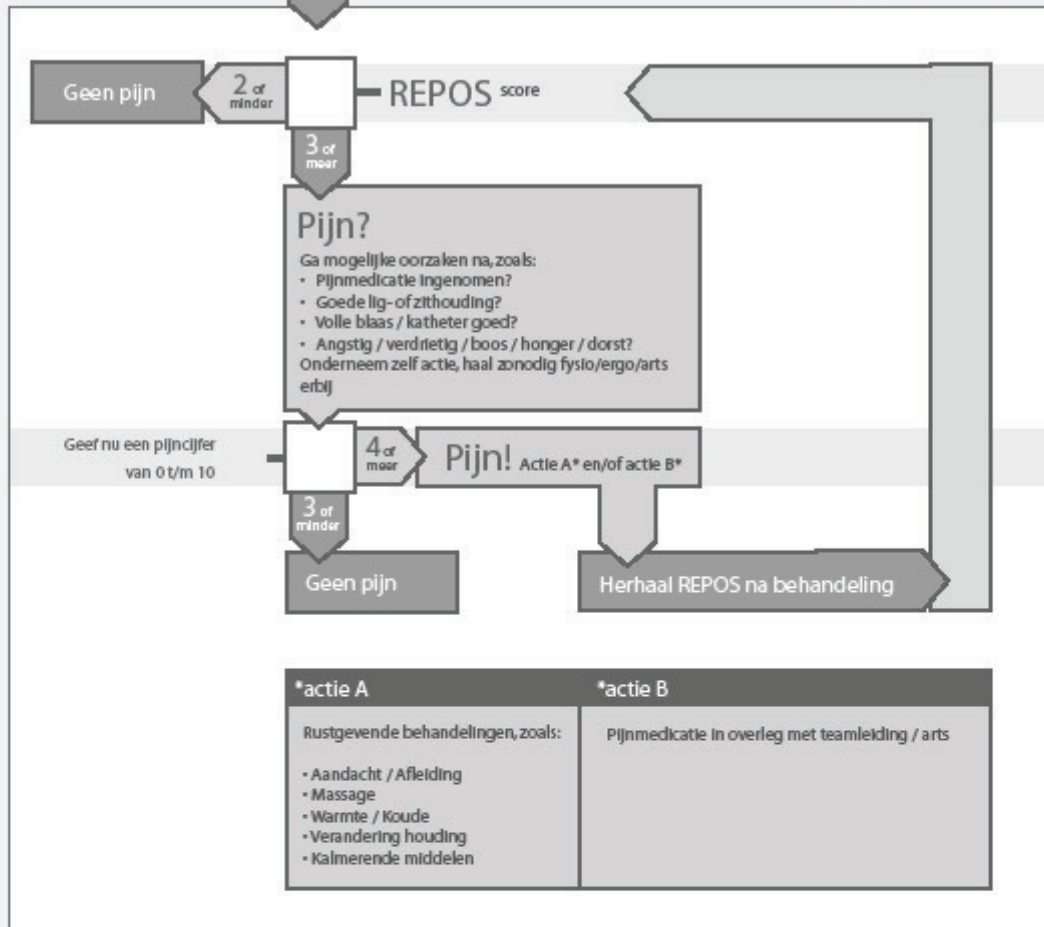 Geen pijn
2 of
minder
REPOS score
3 of
meer
Pijn?
Ga mogelijke oorzaken na, zoals:
• Pijnmedicatie ingenomen?
• Goede lig- of zithouding?
• Volle blaas / katheter goed?
• Angstig / verdrietig / boos / honger / dorst?
Onderneem zelf actie, haal zonodig fysio/ergo/arts
erbij
Geef nu een pijncijfer
van 0 t/m 10
4 of
meer
Pijn! Actie A* en/of actie B*
3 of
minder
Geen pijn
Herhaal REPOS na behandeling
*actie A
Rustgevende behandelingen, zoals:
• Aandacht / Afleiding
• Massage
• Warmte / Koude
• Verandering houding
• Kalmerende middelen
*actie B
Pijnmedicatie in overleg met teamleiding / arts